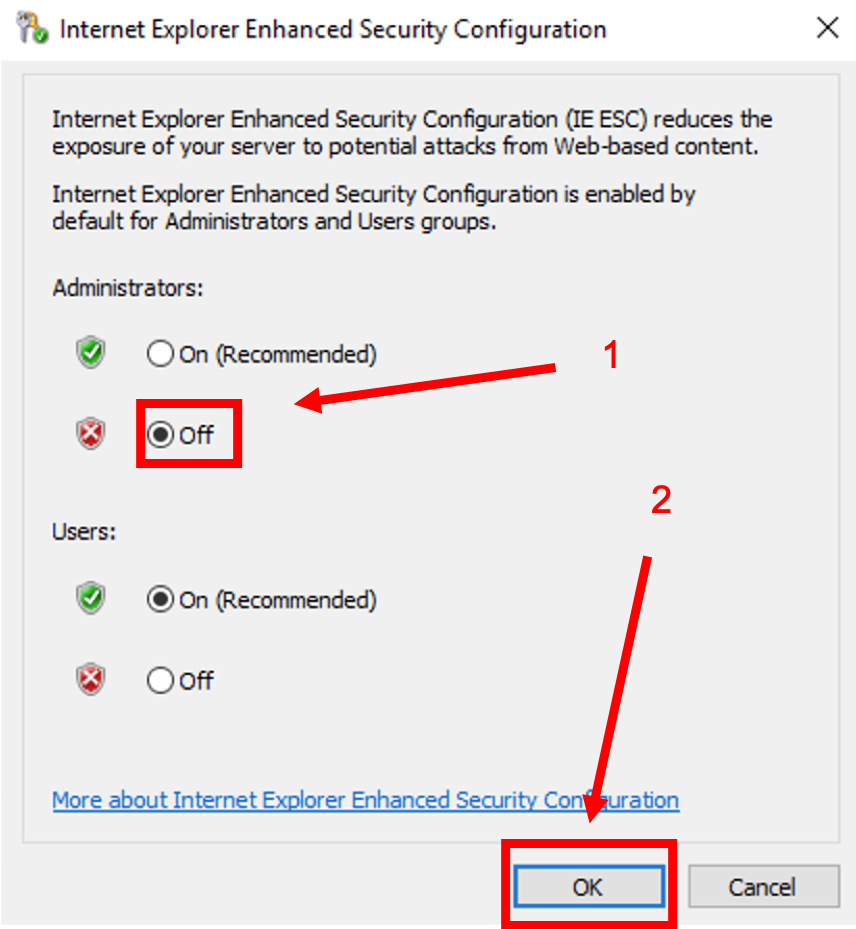 Internet Explorer Enhanced Security Configuration
Internet Explorer Enhanced Security Configuration (IE ESC) reduces the
exposure of your server to potential attacks from Web-based content.
Internet Explorer Enhanced Security Configuration is enabled by
default for Administrators and Users groups.
Administrators:
On (Recommended)
1
Off
2
Users:
On (Recommended)
Off
More about Internet Explorer Enhanced Security Configuration
OK
Cancel